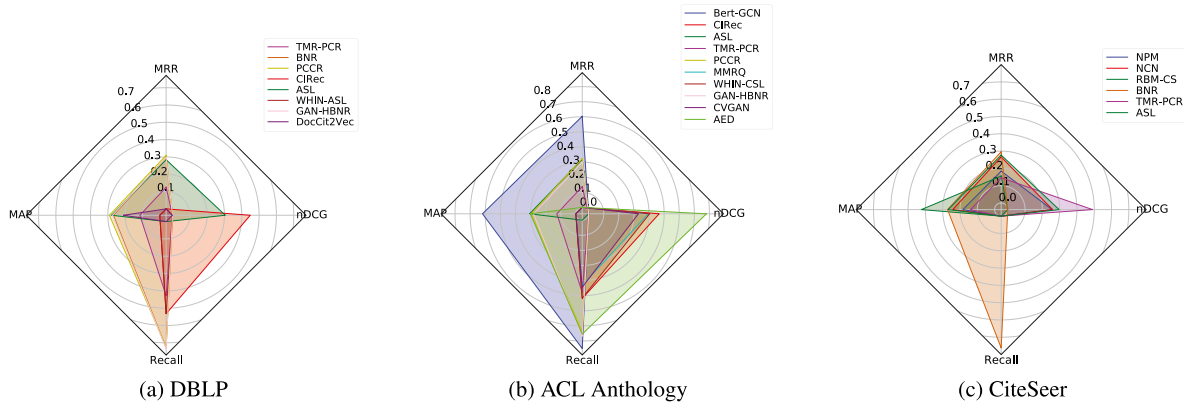 TMR-PCR
BNR
PCCR
CIRec
ASL
WHIN-ASL
GAN-HBNR
DocCit2Vec
MRR
0.7
0.6
0.5
0.4
0.3
0.2
0.1
MAP
nDCG
Recall
(a) DBLP
Bert-GCN
CIRec
ASL
TMR-PCR
PCCR
MMRQ
WHIN-CSL
GAN-HBNR
CVGAN
AED
MRR
0.8
0.7
0.6
0.5
0.4
0.3
0.2
0.1
0.0
MAP
nDCG
Recall
(b) ACL Anthology
NPM
NCN
RBM-CS
BNR
TMR-PCR
ASL
MRR
0.7
0.6
0.5
0.4
0.3
0.2
0.1
0.0
MAP
nDCG
Recall
(c) CiteSeer